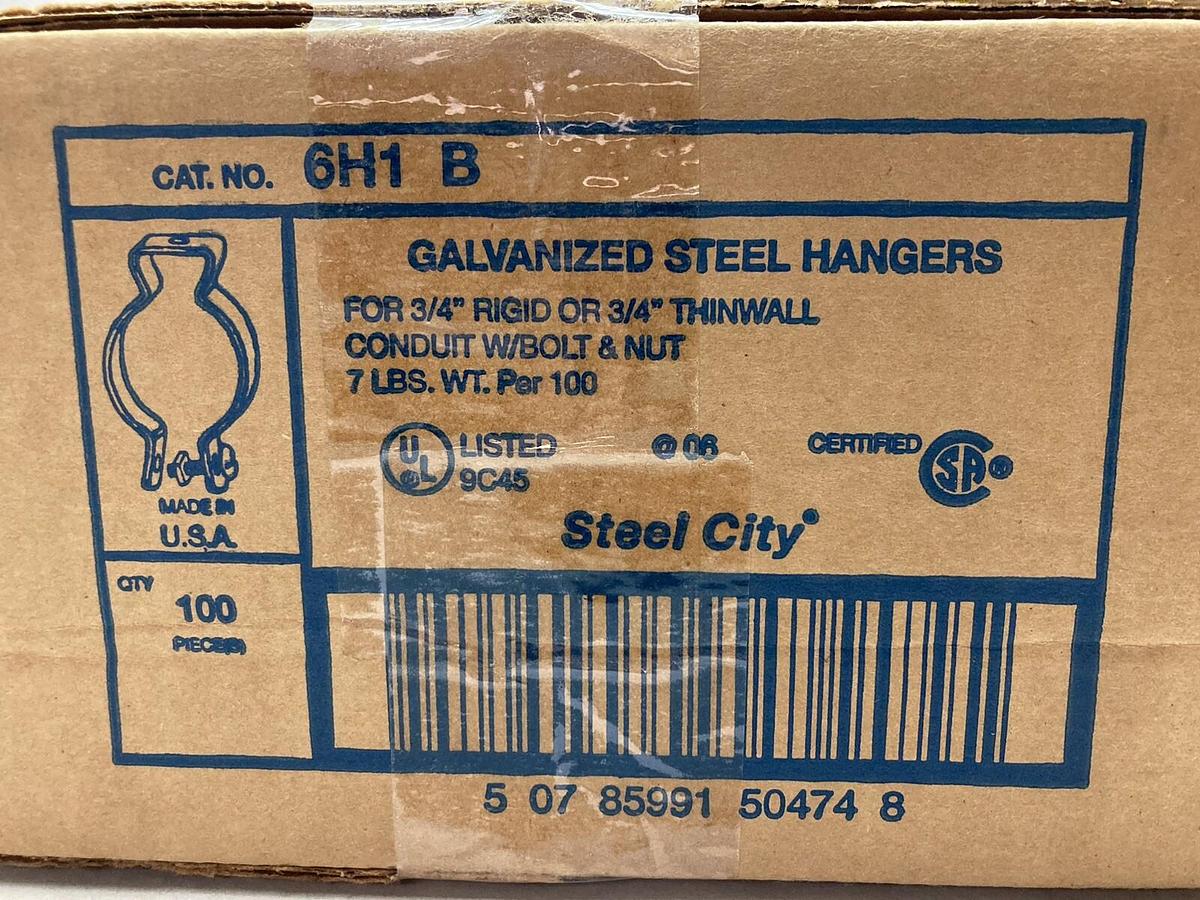 CAT. NO. 6H1 B
GALVANIZED STEEL HANGERS
FOR 3/4" RIGID OR 3/4" THINWALL
CONDUIT W/BOLT & NUT
7 LBS. WT. Per 100
UL® LISTED
9C45
@ 06
CERTIFIED SA®
Steel City®
MADE IN
U.S.A.
QTY
100
PIECE(S)
5 07 85991 50474 8